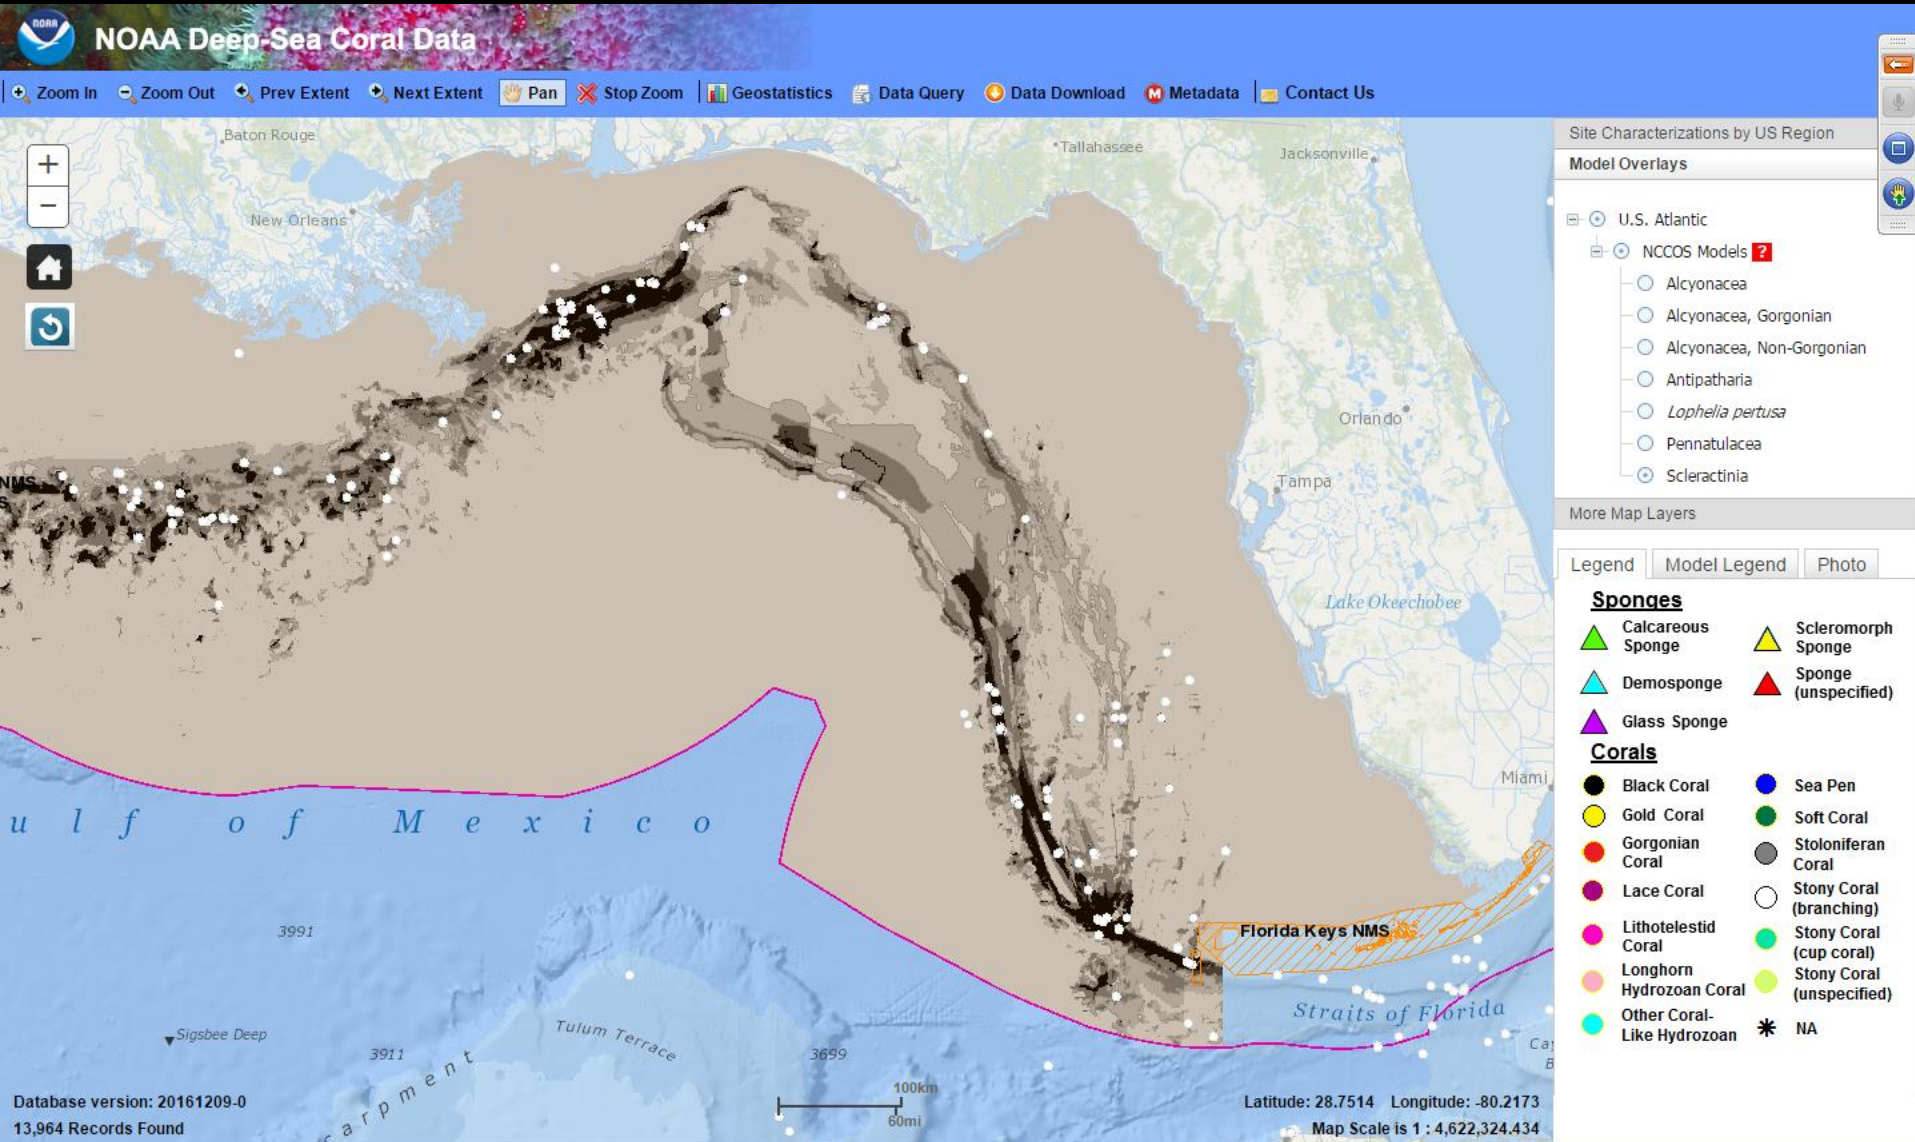 NOAA
NOAA Deep-Sea Coral Data
Zoom In Zoom Out Prev Extent Next Extent Pan Stop Zoom Geostatistics Data Query Data Download M Metadata Contact Us
Site Characterizations by US Region
Model Overlays
U.S. Atlantic
NCCOS Models ?
Alcyonacea
Alcyonacea, Gorgonian
Alcyonacea, Non-Gorgonian
Antipatharia
Lophelia pertusa
Pennatulacea
Scleractinia
More Map Layers
Legend Model Legend Photo
Sponges
Calcareous
Sponge
Scleromorph
Sponge
Demosponge
Sponge
(unspecified)
Glass Sponge
Corals
Black Coral
Sea Pen
Gold Coral
Soft Coral
Gorgonian
Coral
Stoloniferan
Coral
Lace Coral
Stony Coral
(branching)
Lithotelestid
Coral
Stony Coral
(cup coral)
Longhorn
Hydrozoan Coral
Stony Coral
(unspecified)
Other Coral-
Like Hydrozoan
NA
+
−
Baton Rouge
Tallahassee
Jacksonville
New Orleans
Orlando
NMS
S
Tampa
Lake Okeechobee
Miami
ulf of Mexico
Florida Keys NMS
3991
Straits of Florida
Sigsbee Deep
Tulum Terrace
3911
3699
Cay
B
carpment
100km
60mi
Database version: 20161209-0
13,964 Records Found
Latitude: 28.7514 Longitude: -80.2173
Map Scale is 1 : 4,622,324.434